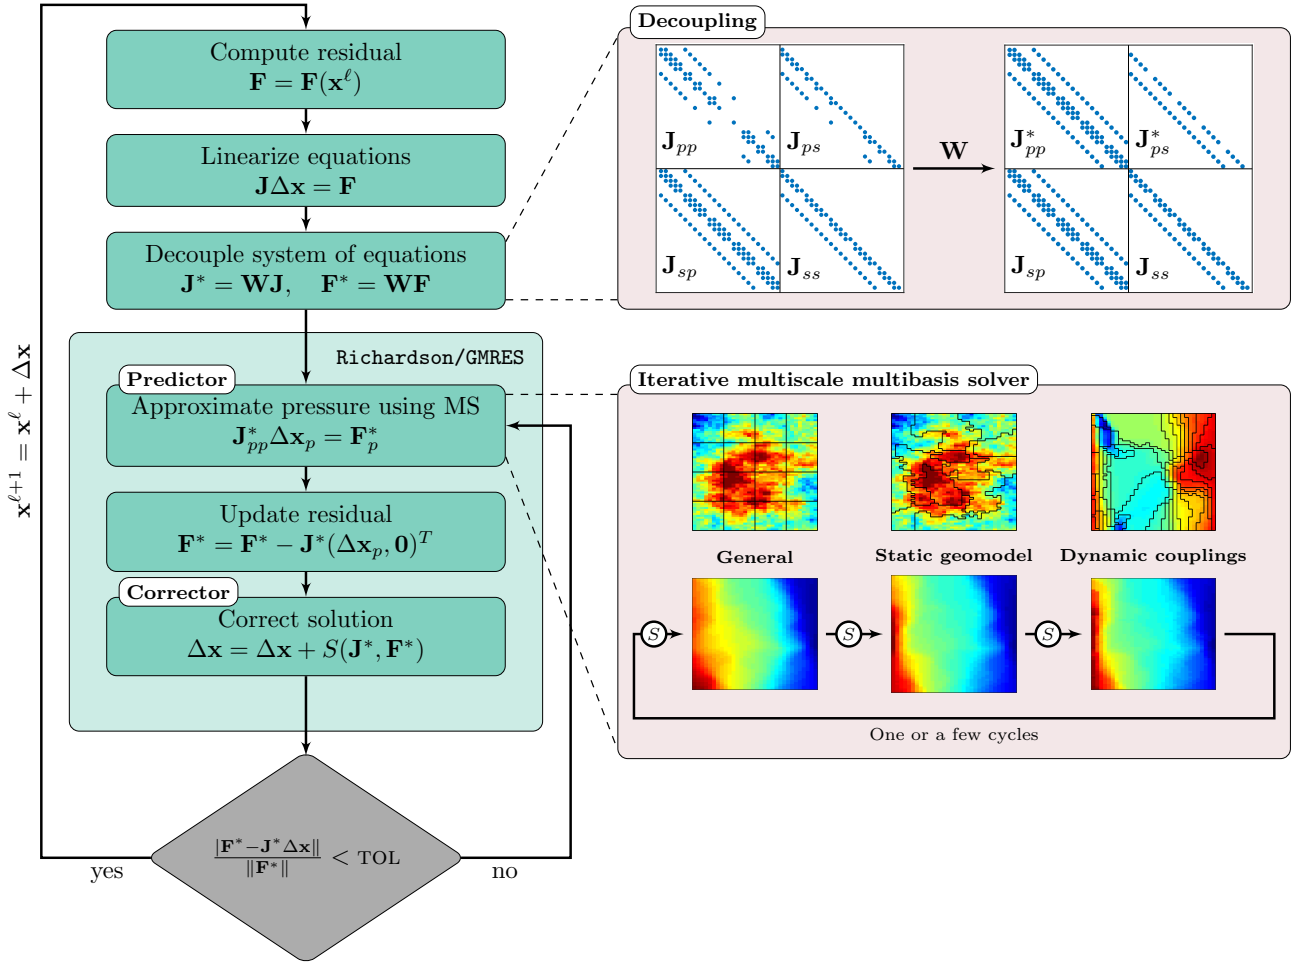 Compute residual
F = F(x^ℓ)
Linearize equations
JΔx = F
Decouple system of equations
J* = WJ, F* = WF
Richardson/GMRES
Predictor
Approximate pressure using MS
J*_pp Δx_p = F*_p
Update residual
F* = F* − J*(Δx_p, 0)^T
Corrector
Correct solution
Δx = Δx + S(J*, F*)
|F*−J*Δx‖ / ‖F*‖ < TOL
yes
no
x^{ℓ+1} = x^ℓ + Δx
Decoupling
J_pp J_ps
J_sp J_ss
W
J*_pp J*_ps
J_sp J_ss
Iterative multiscale multibasis solver
General
Static geomodel
Dynamic couplings
S
S
S
One or a few cycles